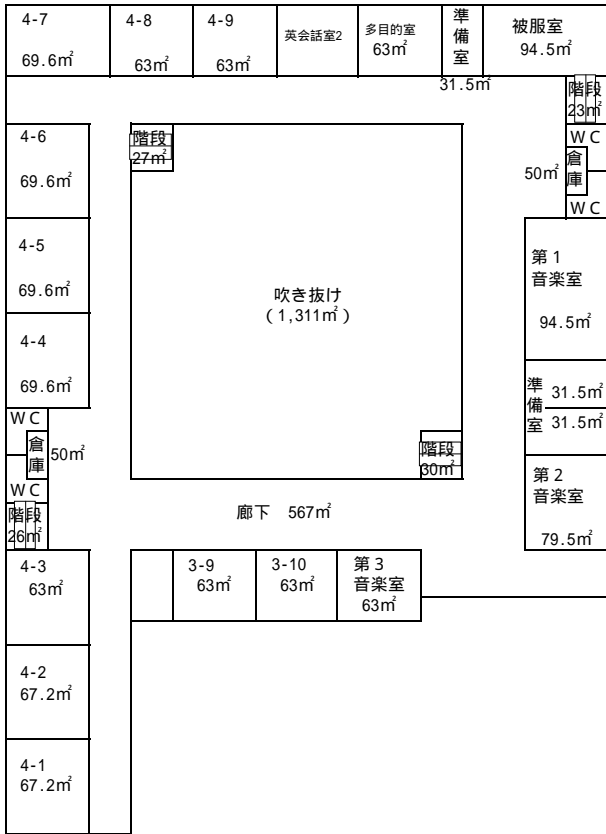 4-7
69.6㎡
4-8
63㎡
4-9
63㎡
英会話室2
多目的室
63㎡
準備室
31.5㎡
被服室
94.5㎡
階段
23㎡
4-6
69.6㎡
階段
27㎡
ＷＣ
倉庫
50㎡
ＷＣ
4-5
69.6㎡
吹き抜け
（1,311㎡）
第１
音楽室
94.5㎡
4-4
69.6㎡
準備室
31.5㎡
31.5㎡
ＷＣ
倉庫
50㎡
ＷＣ
階段
26㎡
階段
30㎡
第２
音楽室
79.5㎡
廊下 567㎡
4-3
63㎡
3-9
63㎡
3-10
63㎡
第３
音楽室
63㎡
4-2
67.2㎡
4-1
67.2㎡